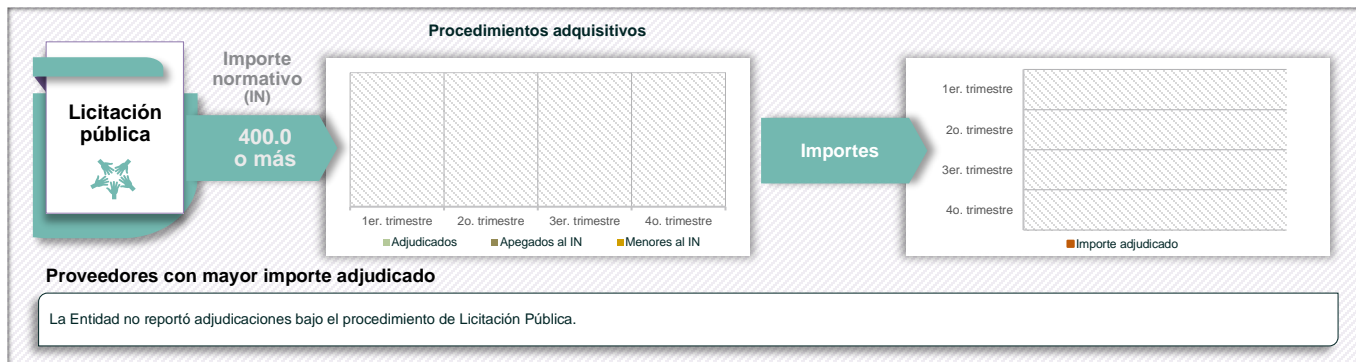 Procedimientos adquisitivos
Licitación
pública
Importe
normativo
(IN)
400.0
o más
1er. trimestre
2o. trimestre
3er. trimestre
4o. trimestre
Adjudicados
Apegados al IN
Menores al IN
Importes
1er. trimestre
2o. trimestre
3er. trimestre
4o. trimestre
Importe adjudicado
Proveedores con mayor importe adjudicado
La Entidad no reportó adjudicaciones bajo el procedimiento de Licitación Pública.